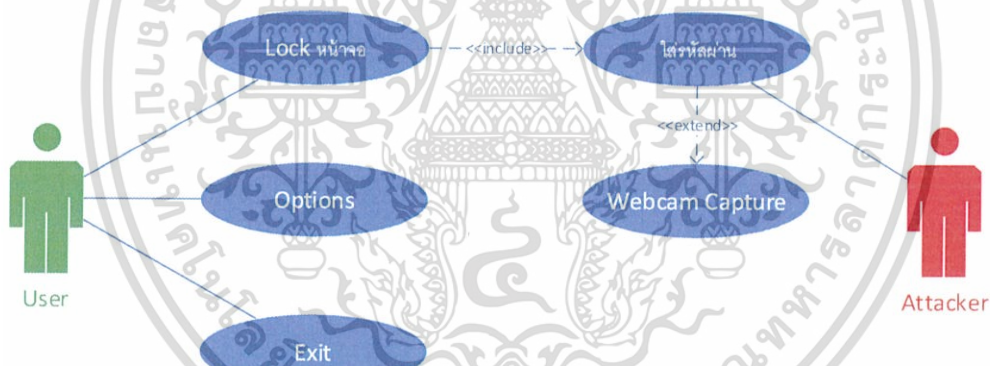 Lock หน้าจอ
<<include>>
ใส่รหัสผ่าน
<<extend>>
Options
Webcam Capture
User
Attacker
Exit